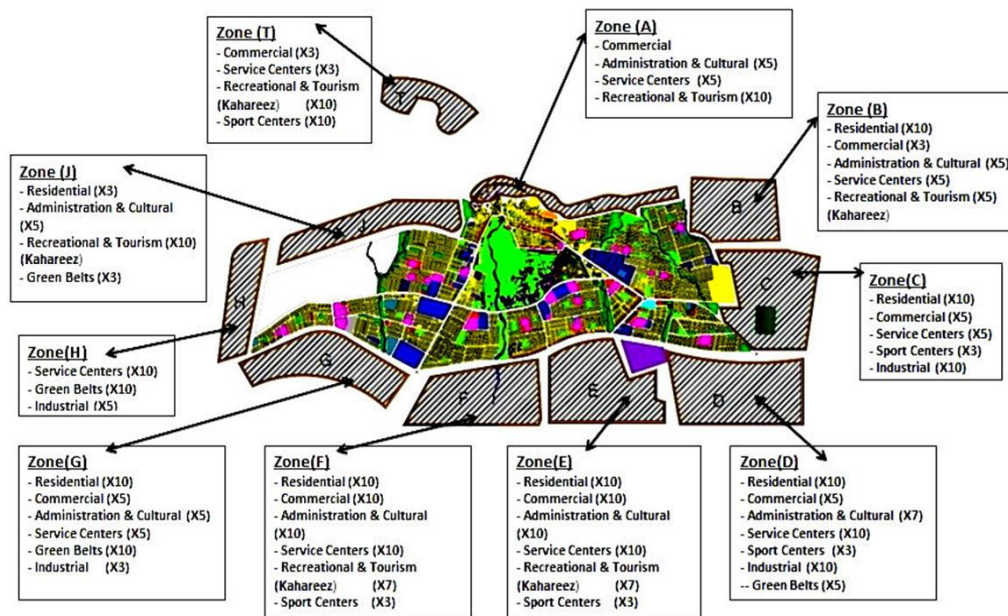 Zone (T)
- Commercial (X3)
- Service Centers (X3)
- Recreational & Tourism
(Kahareez) (X10)
- Sport Centers (X10)
Zone (A)
- Commercial
- Administration & Cultural (X5)
- Service Centers (X5)
- Recreational & Tourism (X10)
Zone (B)
- Residential (X10)
- Commercial (X3)
- Administration & Cultural (X5)
- Service Centers (X5)
- Recreational & Tourism (X5)
(Kahareez)
Zone (J)
- Residential (X3)
- Administration & Cultural
(X5)
- Recreational & Tourism (X10)
(Kahareez)
- Green Belts (X3)
Zone(C)
- Residential (X10)
- Commercial (X5)
- Service Centers (X5)
- Sport Centers (X3)
- Industrial (X10)
Zone(H)
- Service Centers (X10)
- Green Belts (X10)
- Industrial (X5)
T
A
B
J
C
H
G
F
E
D
Zone(G)
- Residential (X10)
- Commercial (X5)
- Administration & Cultural (X5)
- Service Centers (X5)
- Green Belts (X10)
- Industrial (X3)
Zone(F)
- Residential (X10)
- Commercial (X10)
- Administration & Cultural
(X10)
- Service Centers (X10)
- Recreational & Tourism
(Kahareez) (X7)
- Sport Centers (X3)
Zone(E)
- Residential (X10)
- Commercial (X10)
- Administration & Cultural
(X10)
- Service Centers (X10)
- Recreational & Tourism
(Kahareez) (X7)
- Sport Centers (X3)
Zone(D)
- Residential (X10)
- Commercial (X5)
- Administration & Cultural (X7)
- Service Centers (X10)
- Sport Centers (X3)
- Industrial (X10)
-- Green Belts (X5)